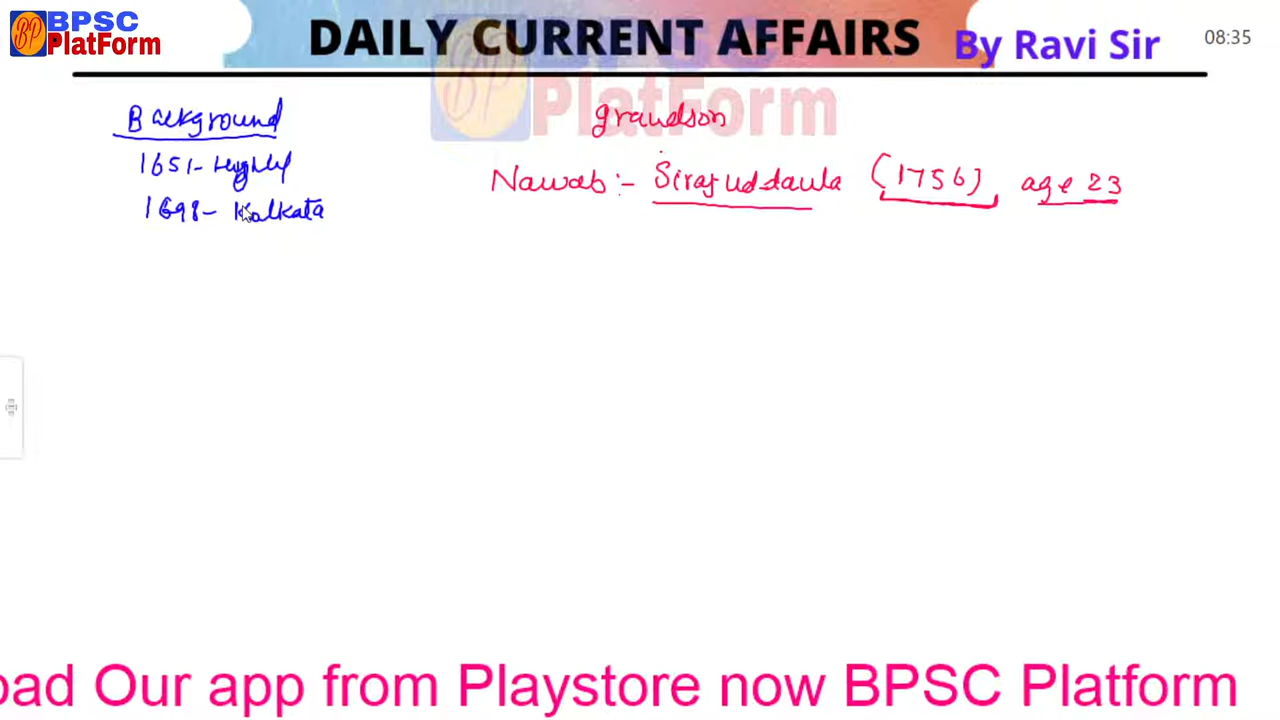 BPSC
PlatForm
DAILY CURRENT AFFAIRS
By Ravi Sir
08:35
PlatForm
Background
1651- Hughly
1698- Kolkata
grandson
Nawab:- Sirajuddaula (1756) age 23
oad Our app from Playstore now BPSC Platform